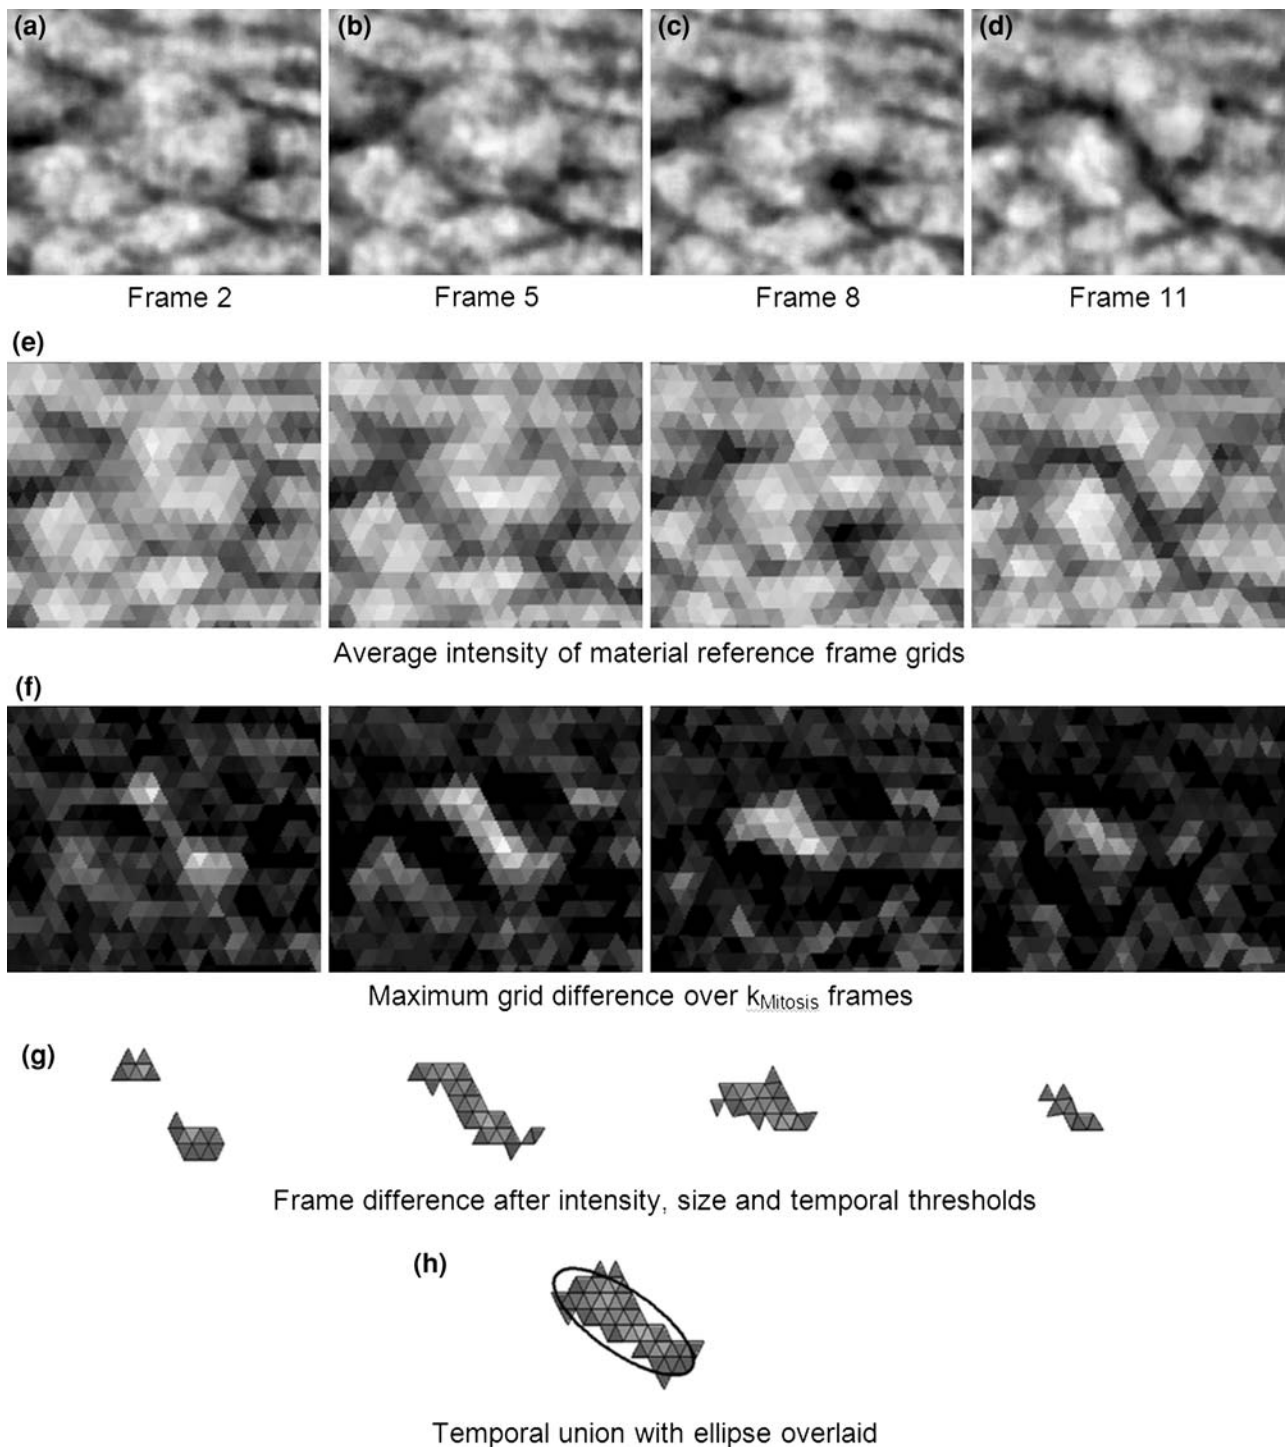 (a) (b) (c) (d)
Frame 2 Frame 5 Frame 8 Frame 11
(e)
Average intensity of material reference frame grids
(f)
Maximum grid difference over kMitosis frames
(g)
Frame difference after intensity, size and temporal thresholds
(h)
Temporal union with ellipse overlaid